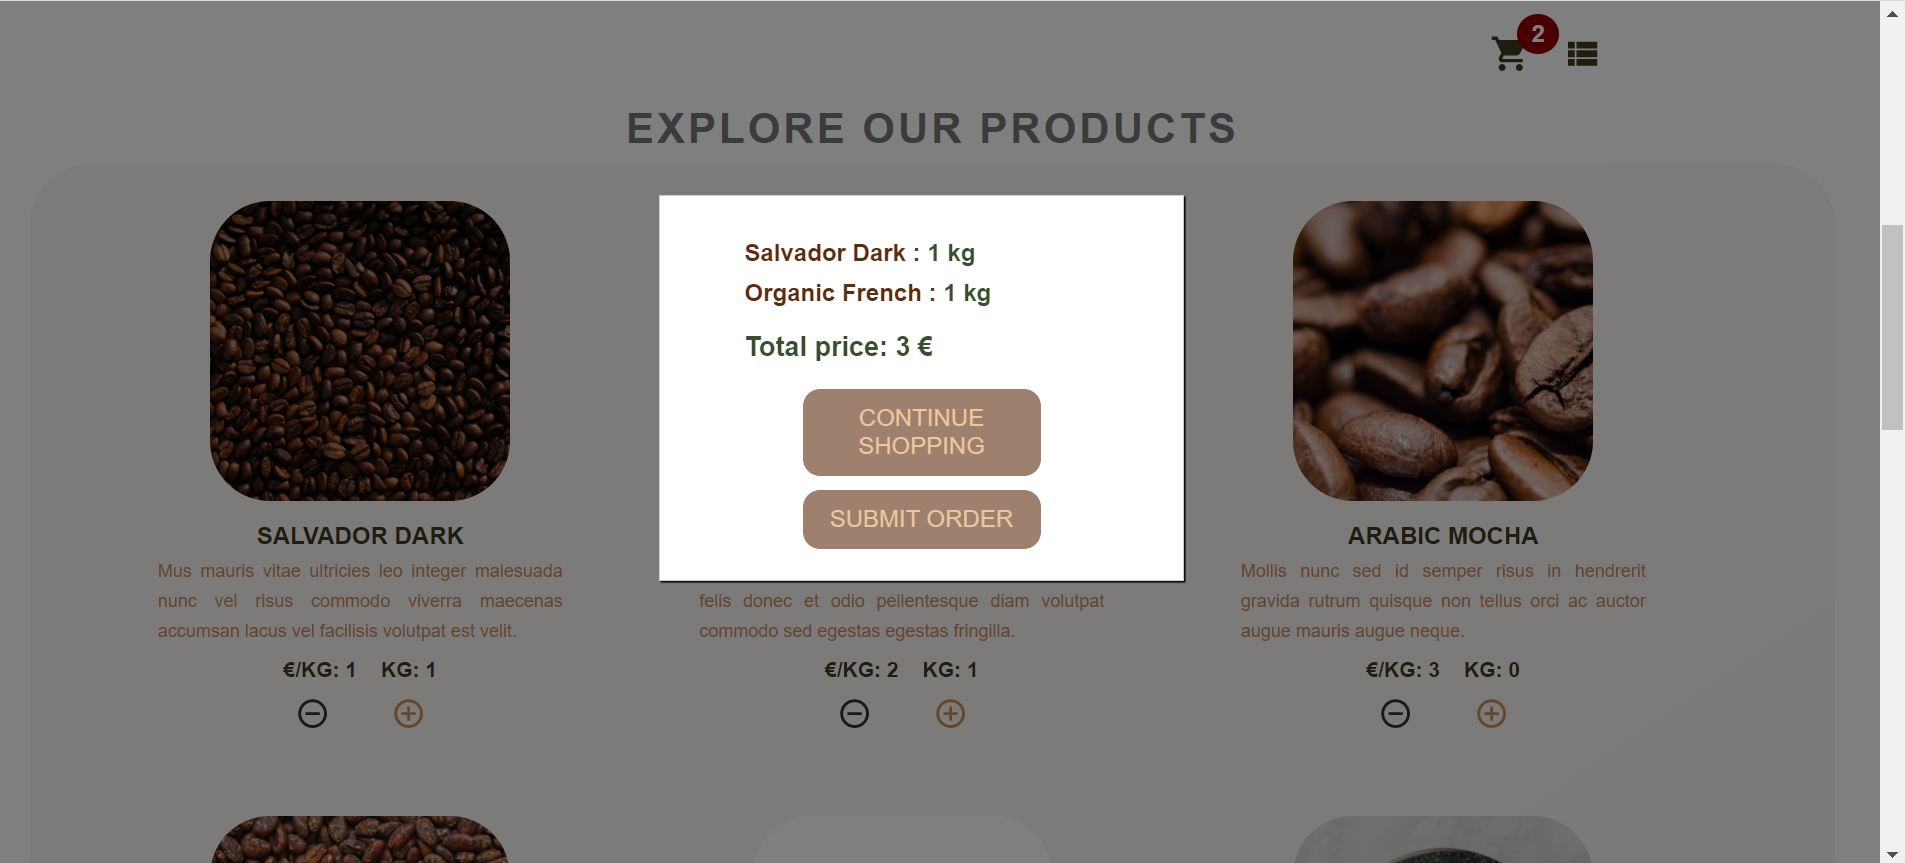 2
EXPLORE OUR PRODUCTS
Salvador Dark : 1 kg
Organic French : 1 kg
Total price: 3 €
CONTINUE
SHOPPING
SUBMIT ORDER
SALVADOR DARK
Mus mauris vitae ultricies leo integer malesuada
nunc vel risus commodo viverra maecenas
accumsan lacus vel facilisis volutpat est velit.
€/KG: 1 KG: 1
felis donec et odio pellentesque diam volutpat
commodo sed egestas egestas fringilla.
€/KG: 2 KG: 1
ARABIC MOCHA
Mollis nunc sed id semper risus in hendrerit
gravida rutrum quisque non tellus orci ac auctor
augue mauris augue neque.
€/KG: 3 KG: 0